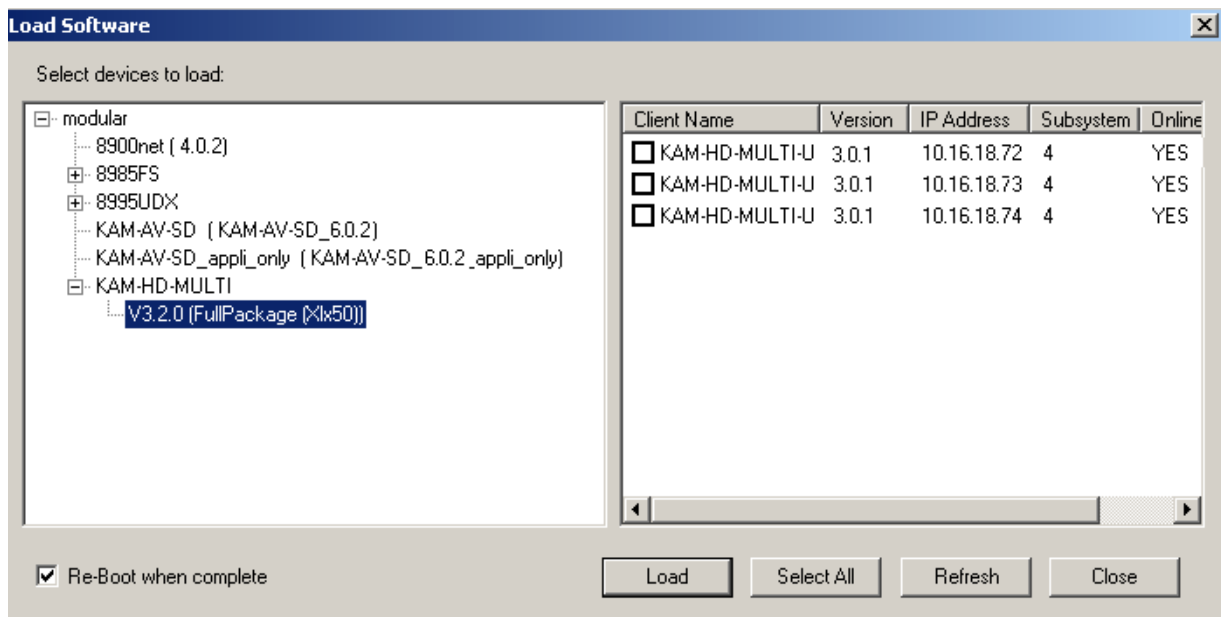 Load Software
Select devices to load:
modular
8900net ( 4.0.2)
8985FS
8995UDX
KAM-AV-SD ( KAM-AV-SD_6.0.2)
KAM-AV-SD_appli_only ( KAM-AV-SD_6.0.2_appli_only)
KAM-HD-MULTI
V3.2.0 (FullPackage (Xlx50))
Client Name Version IP Address Subsystem Online
KAM-HD-MULTI-U 3.0.1 10.16.18.72 4 YES
KAM-HD-MULTI-U 3.0.1 10.16.18.73 4 YES
KAM-HD-MULTI-U 3.0.1 10.16.18.74 4 YES
Re-Boot when complete
Load Select All Refresh Close